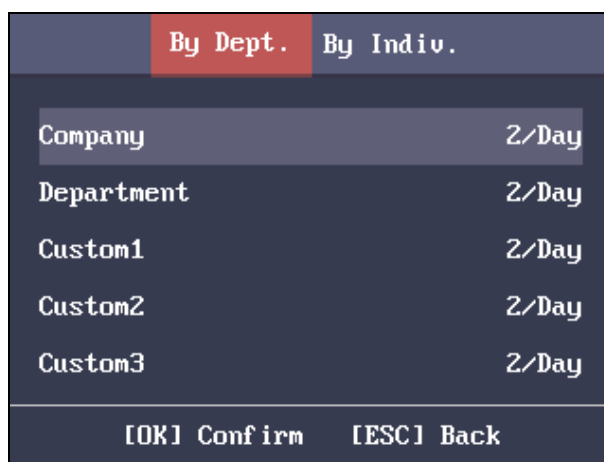 By Dept. By Indiv.
Company 2/Day
Department 2/Day
Custom1 2/Day
Custom2 2/Day
Custom3 2/Day
[OK] Confirm [ESC] Back